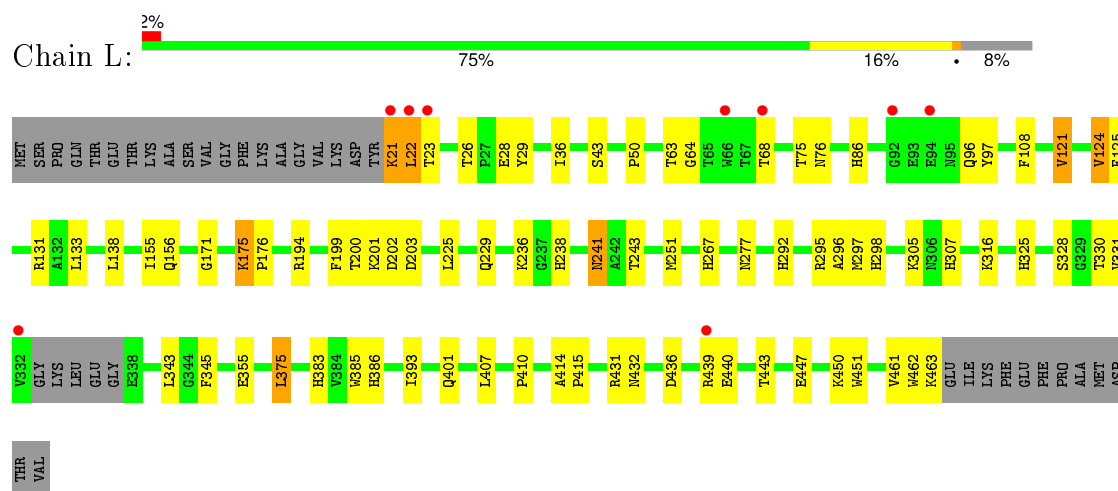 2%
Chain L:
75% 16% • 8%
MET SER PRO GLN THR GLU THR LYS ALA SER VAL GLY PHE LYS ALA GLY VAL LYS ASP TYR K21 L22 T23 T26 P27 E28 Y29 I36 S43 P50 T63 G64 T65 W66 T67 T68 T75 N76 H86 G92 E93 E94 N95 Q96 Y97 F108 V121 V124 F125
R131 A132 L133 L138 I155 Q156 G171 K175 P176 R194 F199 T200 K201 D202 D203 L225 Q229 K236 G237 H238 N241 A242 T243 M251 H267 N277 H292 R295 A296 M297 H298 K305 N306 H307 K316 H325 S328 G329 T330 V331
V332 GLY LYS LEU GLU GLY E338 L343 G344 F345 E355 L375 H383 V384 W385 H386 I393 Q401 L407 P410 A414 P415 R431 N432 D436 R439 E440 T443 E447 K450 W451 V461 W462 K463 GLU ILE LYS PHE GLU PHE PRO ALA MET ASP
THR VAL